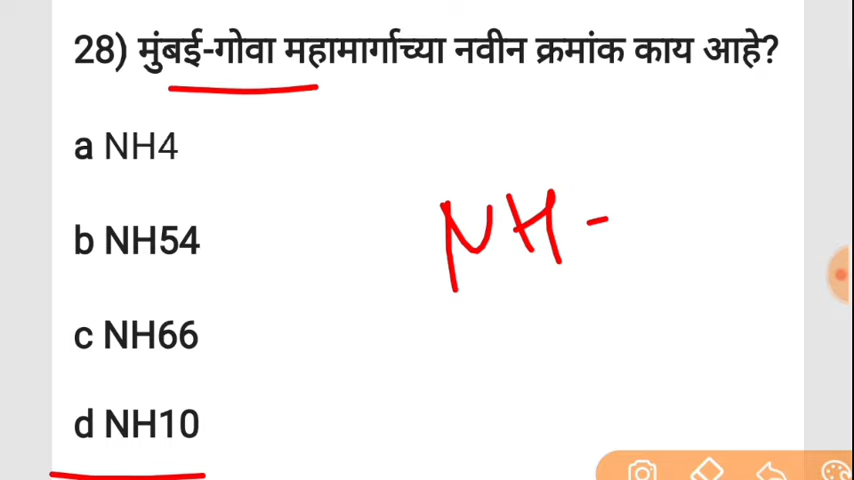 28) मुंबई-गोवा महामार्गाच्या नवीन क्रमांक काय आहे?
a NH4
b NH54
NH -
c NH66
d NH10